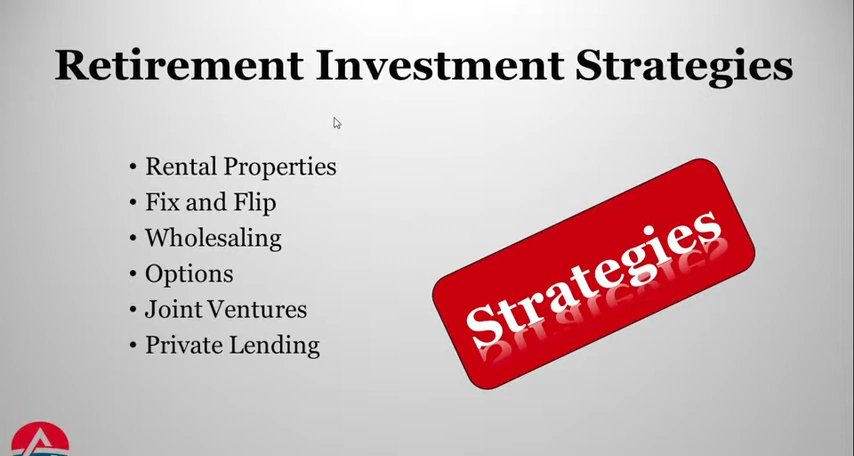 Retirement Investment Strategies
• Rental Properties
• Fix and Flip
• Wholesaling
• Options
• Joint Ventures
• Private Lending
Strategies